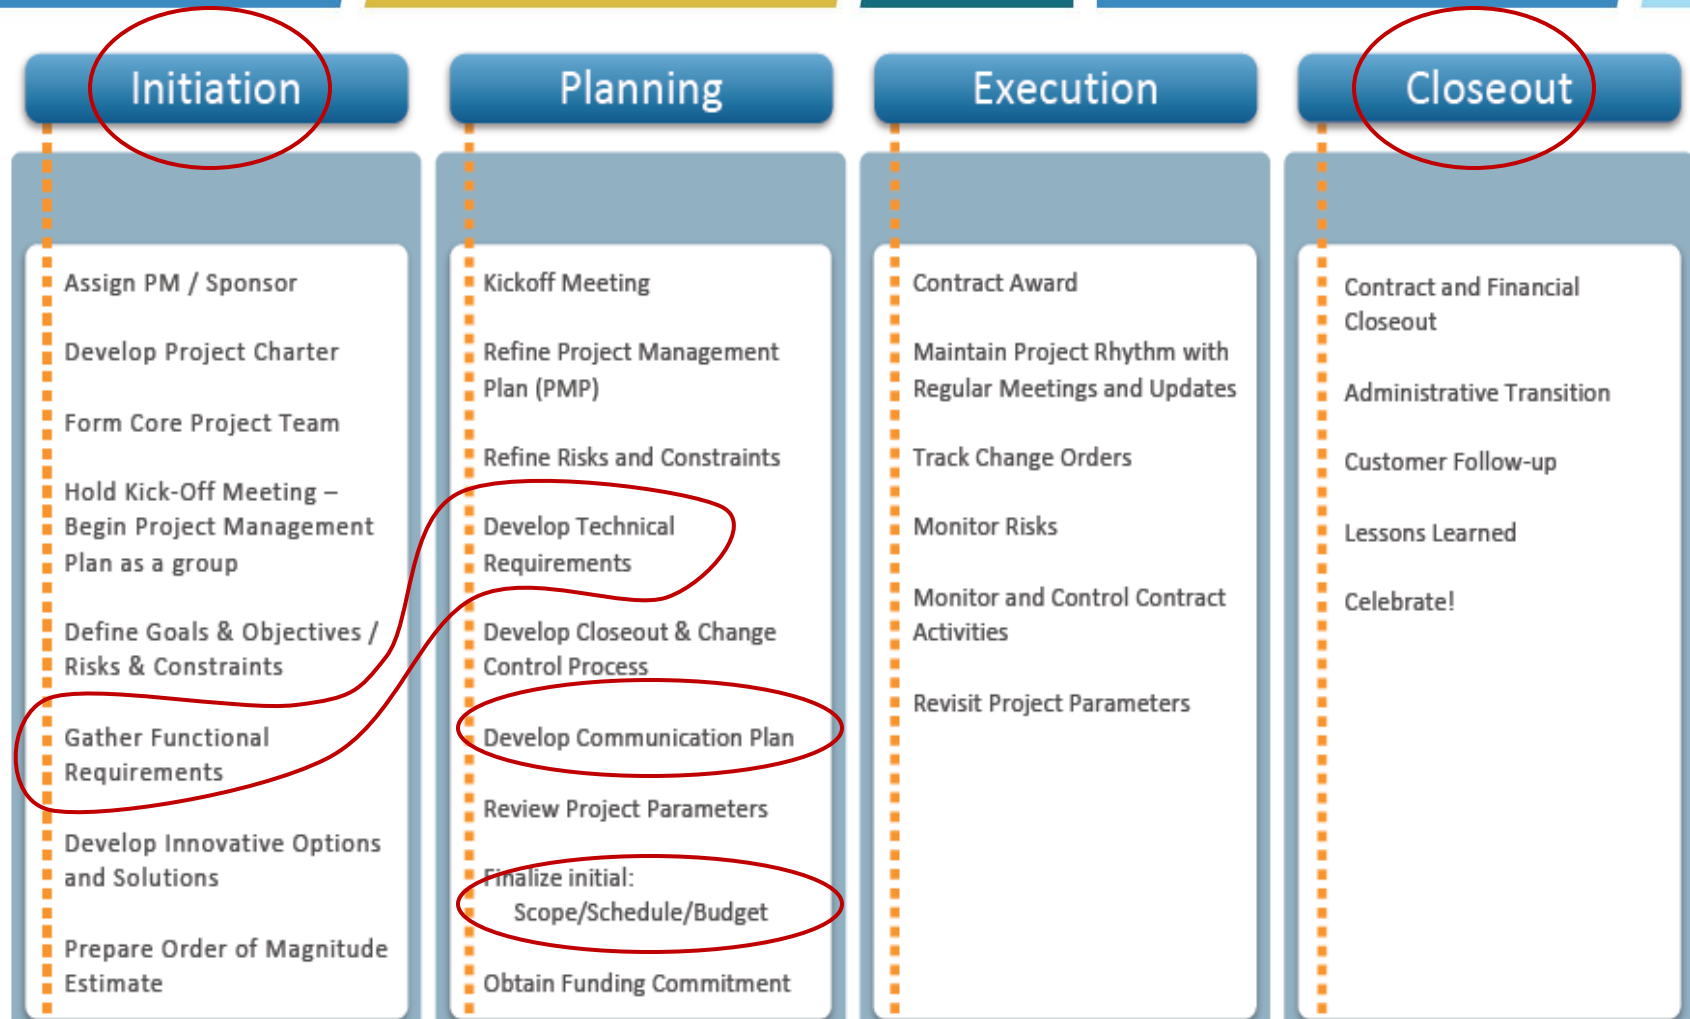 Initiation
Assign PM / Sponsor
Develop Project Charter
Form Core Project Team
Hold Kick-Off Meeting –
Begin Project Management
Plan as a group
Define Goals & Objectives /
Risks & Constraints
Gather Functional
Requirements
Develop Innovative Options
and Solutions
Prepare Order of Magnitude
Estimate
Planning
Kickoff Meeting
Refine Project Management
Plan (PMP)
Refine Risks and Constraints
Develop Technical
Requirements
Develop Closeout & Change
Control Process
Develop Communication Plan
Review Project Parameters
Finalize initial:
Scope/Schedule/Budget
Obtain Funding Commitment
Execution
Contract Award
Maintain Project Rhythm with
Regular Meetings and Updates
Track Change Orders
Monitor Risks
Monitor and Control Contract
Activities
Revisit Project Parameters
Closeout
Contract and Financial
Closeout
Administrative Transition
Customer Follow-up
Lessons Learned
Celebrate!